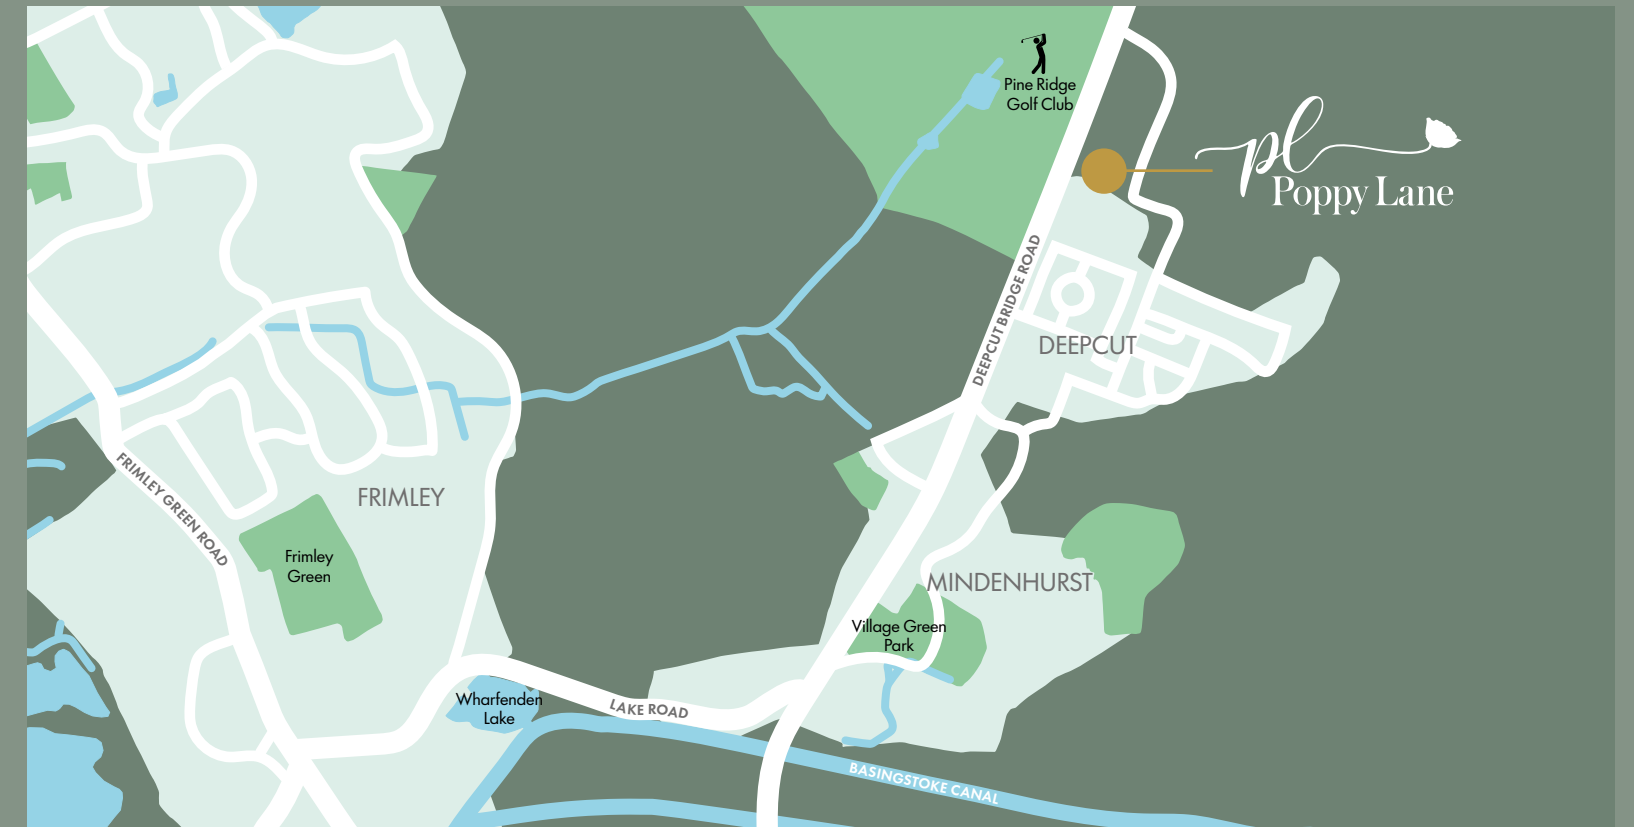 Pine Ridge
Golf Club
pl
Poppy Lane
DEEPCUT BRIDGE ROAD
DEEPCUT
FRIMLEY GREEN ROAD
FRIMLEY
Frimley
Green
MINDENHURST
Village Green
Park
Wharfenden
Lake
LAKE ROAD
BASINGSTOKE CANAL